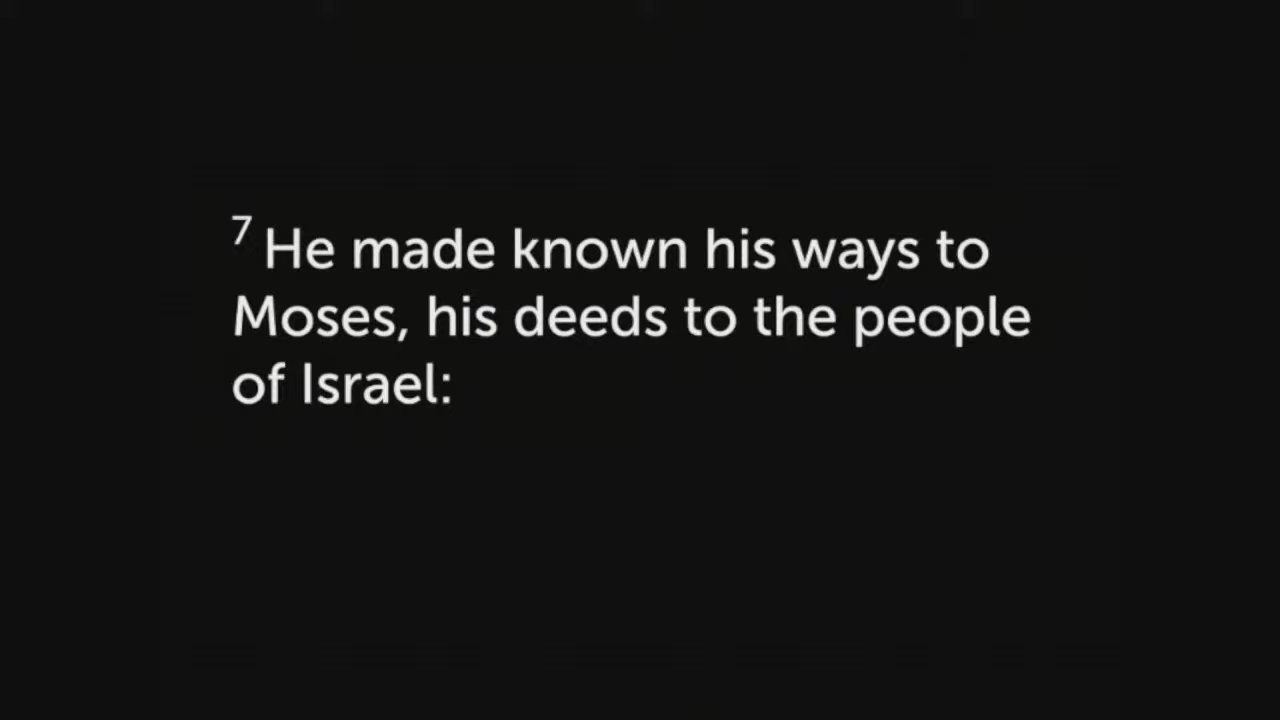 7 He made known his ways to
Moses, his deeds to the people
of Israel: